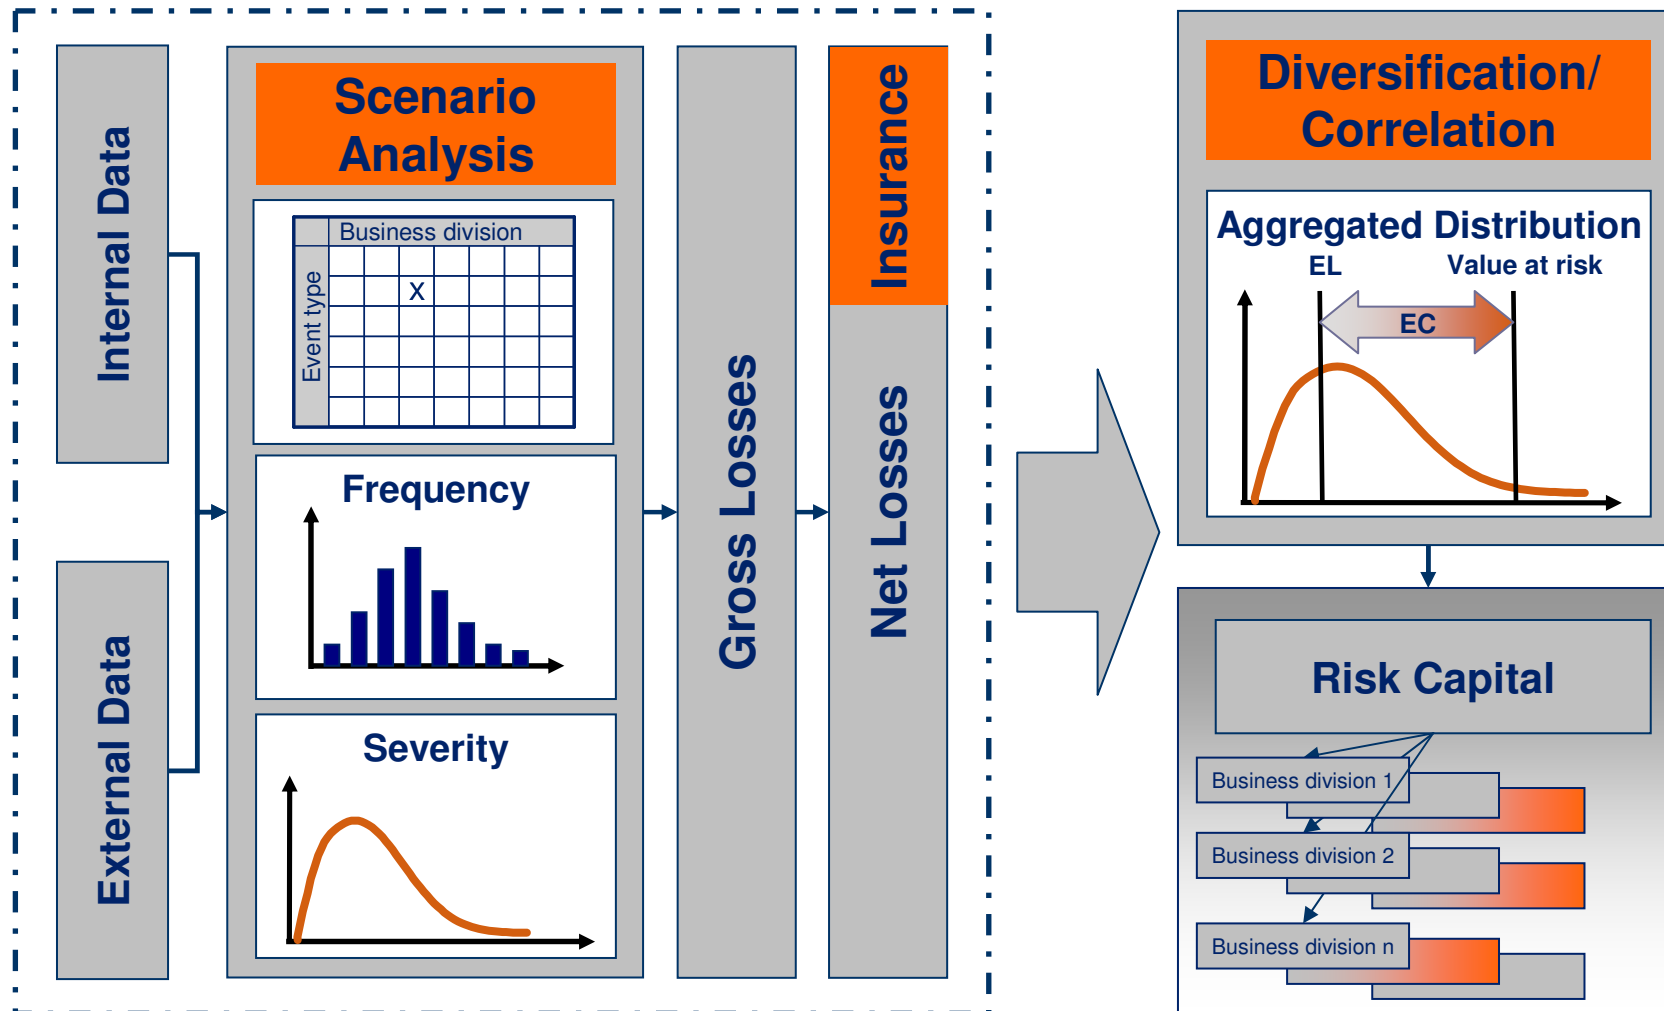 Internal Data
External Data
Scenario
Analysis
Business division
Event type
X
Frequency
Severity
Gross Losses
Insurance
Net Losses
Diversification/
Correlation
Aggregated Distribution
EL
Value at risk
EC
Risk Capital
Business division 1
Business division 2
Business division n